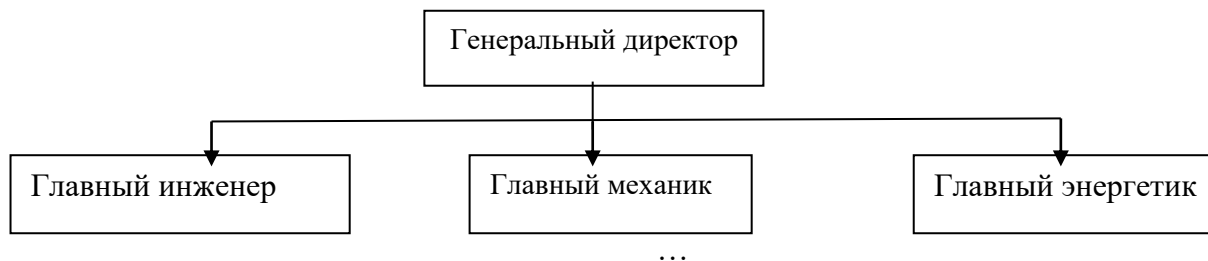 Генеральный директор
Главный инженер
Главный механик
Главный энергетик
…